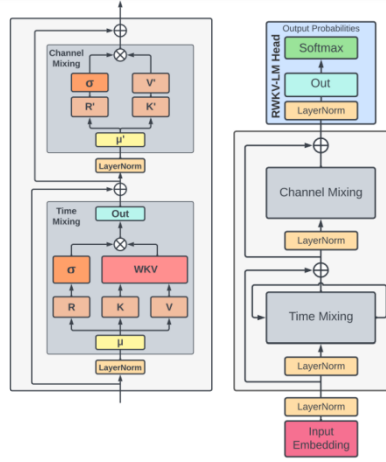 Channel
Mixing
σ
V'
R'
K'
μ'
LayerNorm
Time
Mixing
Out
σ
WKV
R
K
V
μ
LayerNorm
RWKV-LM Head
Output Probabilities
Softmax
Out
LayerNorm
Channel Mixing
LayerNorm
Time Mixing
LayerNorm
LayerNorm
Input
Embedding